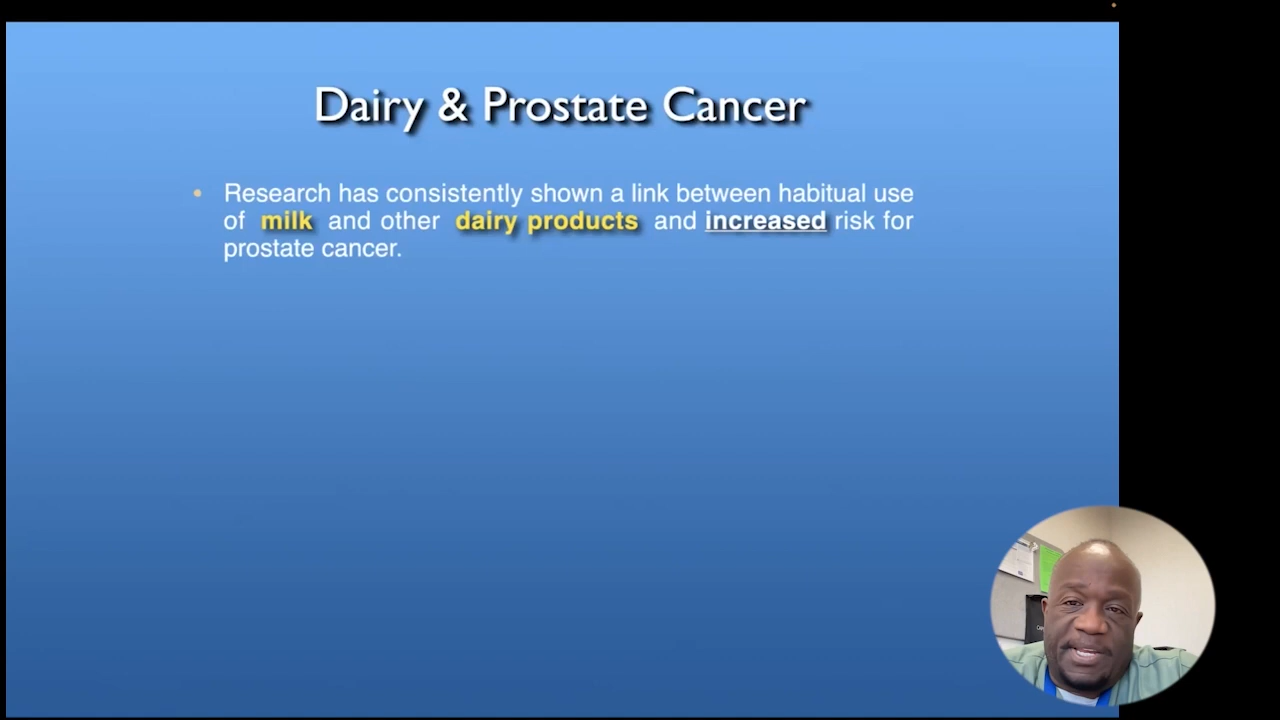 Dairy & Prostate Cancer
• Research has consistently shown a link between habitual use
of milk and other dairy products and increased risk for
prostate cancer.